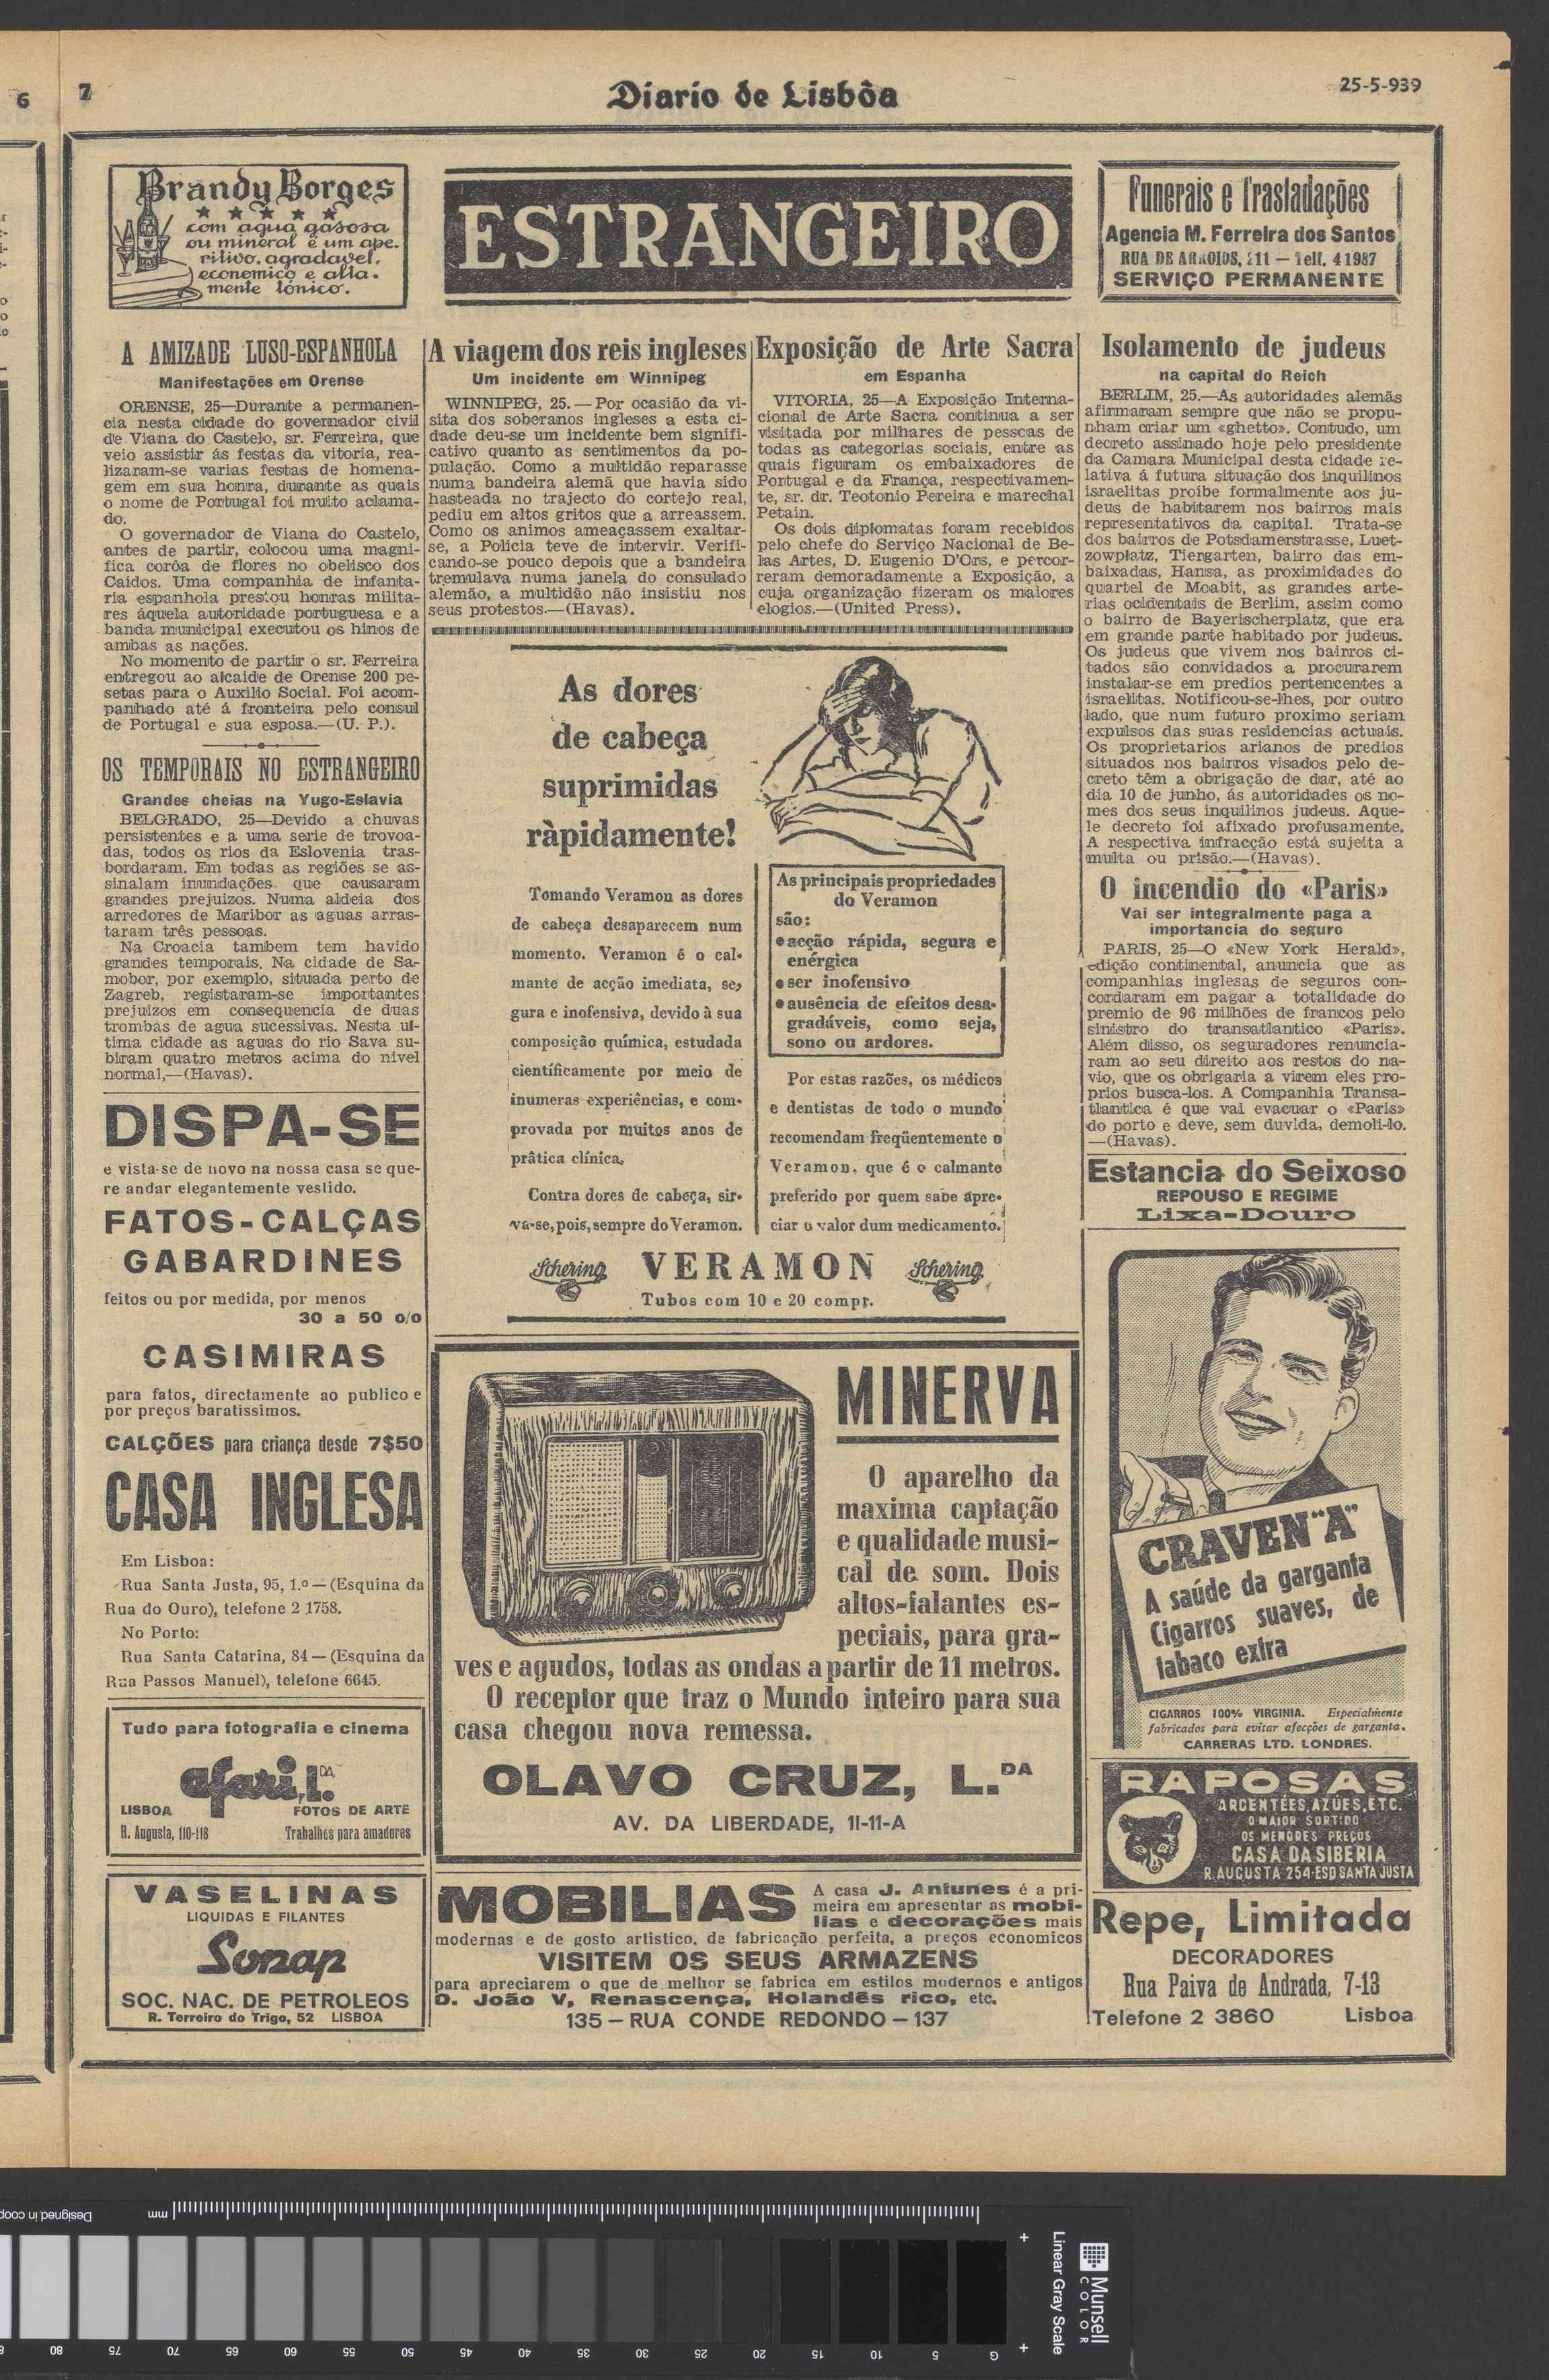 6
7
Diario de Lisbôa
25-5-939
Brandy Borges
com agua gasosa
ou mineral é um ape-
ritivo, agradavel,
economico e alta-
mente tónico.
ESTRANGEIRO
Funerais e Trasladações
Agencia M. Ferreira dos Santos
RUA DE ARROIOS, 211 — Telf. 41987
SERVIÇO PERMANENTE
A AMIZADE LUSO-ESPANHOLA
Manifestações em Orense
ORENSE, 25—Durante a permanen-
cia nesta cidade do governador civil
de Viana do Castelo, sr. Ferreira, que
veio assistir ás festas da vitoria, rea-
lizaram-se varias festas de homena-
gem em sua honra, durante as quais
o nome de Portugal foi muito aclama-
do.
O governador de Viana do Castelo,
antes de partir, colocou uma magni-
fica corôa de flores no obelisco dos
Caídos. Uma companhia de infanta-
ria espanhola prestou honras milita-
res áquela autoridade portuguesa e a
banda municipal executou os hinos de
ambas as nações.
No momento de partir o sr. Ferreira
entregou ao alcaide de Orense 200 pe-
setas para o Auxilio Social. Foi acom-
panhado até á fronteira pelo consul
de Portugal e sua esposa.—(U. P.).
OS TEMPORAIS NO ESTRANGEIRO
Grandes cheias na Yugo-Eslavia
BELGRADO, 25—Devido a chuvas
persistentes e a uma serie de trovoa-
das, todos os rios da Eslovenia tras-
bordaram. Em todas as regiões se as-
sinalam inundações que causaram
grandes prejuizos. Numa aldeia dos
arredores de Maribor as aguas arras-
taram três pessoas.
Na Croacia tambem tem havido
grandes temporais. Na cidade de Sa-
mobor, por exemplo, situada perto de
Zagreb, registaram-se importantes
prejuizos em consequencia de duas
trombas de agua sucessivas. Nesta ul-
tima cidade as aguas do rio Sava su-
biram quatro metros acima do nivel
normal,—(Havas).
DISPA-SE
e vista-se de novo na nossa casa se que-
re andar elegantemente vestido.
FATOS-CALÇAS
GABARDINES
feitos ou por medida, por menos
30 a 50 o/o
CASIMIRAS
para fatos, directamente ao publico e
por preços baratissimos.
CALÇÕES para criança desde 7$50
CASA INGLESA
Em Lisboa:
Rua Santa Justa, 95, 1.º — (Esquina da
Rua do Ouro), telefone 2 1758.
No Porto:
Rua Santa Catarina, 84 — (Esquina da
Rua Passos Manuel), telefone 6645.
Tudo para fotografia e cinema
Afari, L.DA
LISBOA FOTOS DE ARTE
R. Augusta, 110-118 Trabalhos para amadores
VASELINAS
LIQUIDAS E FILANTES
Sonap
SOC. NAC. DE PETROLEOS
R. Terreiro do Trigo, 52 LISBOA
A viagem dos reis ingleses
Um incidente em Winnipeg
WINNIPEG, 25. — Por ocasião da vi-
sita dos soberanos ingleses a esta ci-
dade deu-se um incidente bem signifi-
cativo quanto as sentimentos da po-
pulação. Como a multidão reparasse
numa bandeira alemã que havia sido
hasteada no trajecto do cortejo real,
pediu em altos gritos que a arreassem.
Como os animos ameaçassem exaltar-
se, a Policia teve de intervir. Verifi-
cando-se pouco depois que a bandeira
tremulava numa janela do consulado
alemão, a multidão não insistiu nos
seus protestos.—(Havas).
Exposição de Arte Sacra
em Espanha
VITORIA, 25—A Exposição Interna-
cional de Arte Sacra continua a ser
visitada por milhares de pessoas de
todas as categorias sociais, entre as
quais figuram os embaixadores de
Portugal e da França, respectivamen-
te, sr. dr. Teotonio Pereira e marechal
Petain.
Os dois diplomatas foram recebidos
pelo chefe do Serviço Nacional de Be-
las Artes, D. Eugenio D'Ors, e percor-
reram demoradamente a Exposição, a
cuja organização fizeram os maiores
elogios.—(United Press).
As dores
de cabeça
suprimidas
ràpidamente!
Tomando Veramon as dores
de cabeça desaparecem num
momento. Veramon é o cal-
mante de acção imediata, se-
gura e inofensiva, devido à sua
composição química, estudada
cientificamente por meio de
inumeras experiências, e com-
provada por muitos anos de
prâtica clínica.
Contra dores de cabeça, sir-
va-se, pois, sempre do Veramon.
As principais propriedades
do Veramon
são:
• acção rápida, segura e
enérgica
• ser inofensivo
• ausência de efeitos desa-
gradáveis, como seja,
sono ou ardores.
Por estas razões, os médicos
e dentistas de todo o mundo
recomendam freqüentemente o
Veramon, que é o calmante
preferido por quem sabe apre-
ciar o valor dum medicamento.
Schering VERAMON Schering
Tubos com 10 e 20 compr.
MINERVA
O aparelho da
maxima captação
e qualidade musi-
cal de som. Dois
altos-falantes es-
peciais, para gra-
ves e agudos, todas as ondas a partir de 11 metros.
O receptor que traz o Mundo inteiro para sua
casa chegou nova remessa.
OLAVO CRUZ, L.DA
AV. DA LIBERDADE, 11-11-A
MOBILIAS
A casa J. Antunes é a pri-
meira em apresentar as mobi-
lias e decorações mais
modernas e de gosto artistico, de fabricação perfeita, a preços economicos
VISITEM OS SEUS ARMAZENS
para apreciarem o que de melhor se fabrica em estilos modernos e antigos
D. João V, Renascença, Holandês rico, etc.
135 — RUA CONDE REDONDO — 137
Isolamento de judeus
na capital do Reich
BERLIM, 25.—As autoridades alemãs
afirmaram sempre que não se propu-
nham criar um «ghetto». Contudo, um
decreto assinado hoje pelo presidente
da Camara Municipal desta cidade re-
lativa á futura situação dos inquilinos
israelitas proibe formalmente aos ju-
deus de habitarem nos bairros mais
representativos da capital. Trata-se
dos bairros de Potsdamerstrasse, Luet-
zowplatz, Tiergarten, bairro das em-
baixadas, Hansa, as proximidades do
quartel de Moabit, as grandes arte-
rias ocidentais de Berlim, assim como
o bairro de Bayerischerplatz, que era
em grande parte habitado por judeus.
Os judeus que vivem nos bairros ci-
tados são convidados a procurarem
instalar-se em predios pertencentes a
israelitas. Notificou-se-lhes, por outro
lado, que num futuro proximo seriam
expulsos das suas residencias actuais.
Os proprietarios arianos de predios
situados nos bairros visados pelo de-
creto têm a obrigação de dar, até ao
dia 10 de junho, ás autoridades os no-
mes dos seus inquilinos judeus. Aque-
le decreto foi afixado profusamente.
A respectiva infracção está sujeita a
multa ou prisão.—(Havas).
O incendio do «Paris»
Vai ser integralmente paga a
importancia do seguro
PARIS, 25—O «New York Herald»,
edição continental, anuncia que as
companhias inglesas de seguros con-
cordaram em pagar a totalidade do
premio de 96 milhões de francos pelo
sinistro do transatlantico «Paris».
Além disso, os seguradores renuncia-
ram ao seu direito aos restos do na-
vio, que os obrigaria a virem eles pro-
prios busca-los. A Companhia Transa-
tlantica é que vai evacuar o «Paris»
do porto e deve, sem duvida, demoli-lo.
—(Havas).
Estancia do Seixoso
REPOUSO E REGIME
Lixa-Douro
CRAVEN "A"
A saúde da garganta
Cigarros suaves, de
tabaco extra
CIGARROS 100% VIRGINIA. Especialmente
fabricados para evitar afecções de garganta.
CARRERAS LTD. LONDRES.
RAPOSAS
ARGENTÉES, AZÚES, ETC.
O MAIOR SORTIDO
OS MENORES PREÇOS
CASA DA SIBERIA
R. AUGUSTA 254-ESQ SANTA JUSTA
Repe, Limitada
DECORADORES
Rua Paiva de Andrada, 7-13
Telefone 2 3860 Lisboa
mm
Linear Gray Scale
Munsell
COLOR
80 75 70 65 60 55 50 45 40 35 30 25 20 15 10 5 G